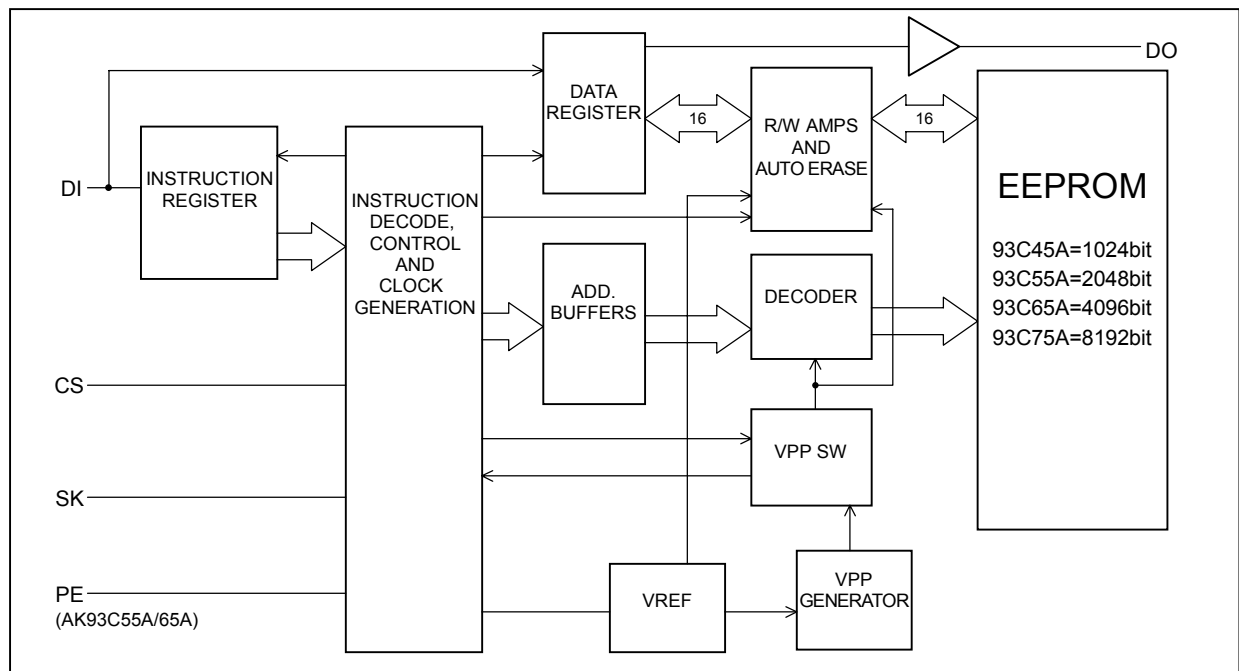 DO
DATA
REGISTER
16
R/W AMPS
AND
AUTO ERASE
16
EEPROM
93C45A=1024bit
93C55A=2048bit
93C65A=4096bit
93C75A=8192bit
DI
INSTRUCTION
REGISTER
INSTRUCTION
DECODE,
CONTROL
AND
CLOCK
GENERATION
ADD.
BUFFERS
DECODER
CS
VPP SW
SK
PE
(AK93C55A/65A)
VREF
VPP
GENERATOR